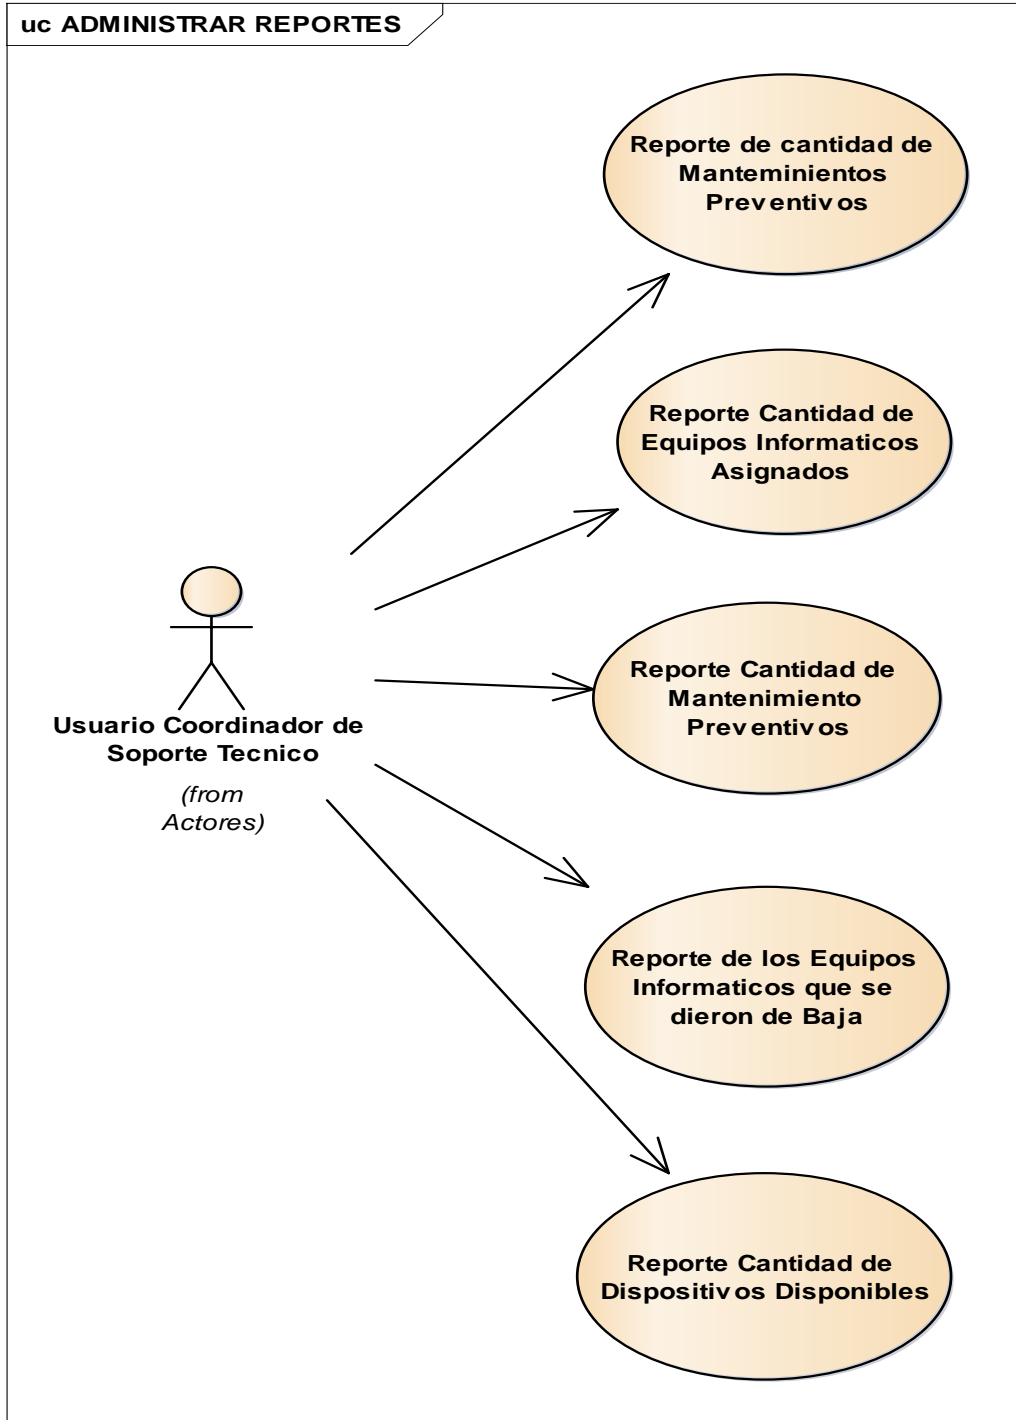 uc ADMINISTRAR REPORTES
Reporte de cantidad de
Manteminientos
Preventivos
Reporte Cantidad de
Equipos Informaticos
Asignados
Reporte Cantidad de
Mantenimiento
Preventivos
Usuario Coordinador de
Soporte Tecnico
(from
Actores)
Reporte de los Equipos
Informaticos que se
dieron de Baja
Reporte Cantidad de
Dispositivos Disponibles